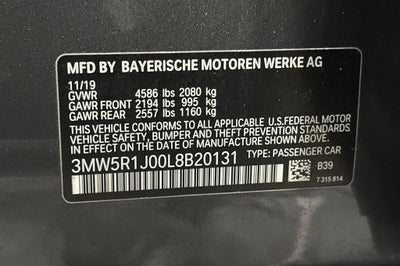 MFD BY BAYERISCHE MOTOREN WERKE AG
11/19
GVWR 4586 lbs 2080 kg
GAWR FRONT 2194 lbs 995 kg
GAWR REAR 2557 lbs 1160 kg
THIS VEHICLE CONFORMS TO ALL APPLICABLE U.S.FEDERAL MOTOR
VEHICLE SAFETY, BUMPER, AND THEFT PREVENTION STANDARDS
IN EFFECT ON THE DATE OF MANUFACTURE SHOWN ABOVE.
3MW5R1J00L8B20131 TYPE: PASSENGER CAR
B39
7 315 814